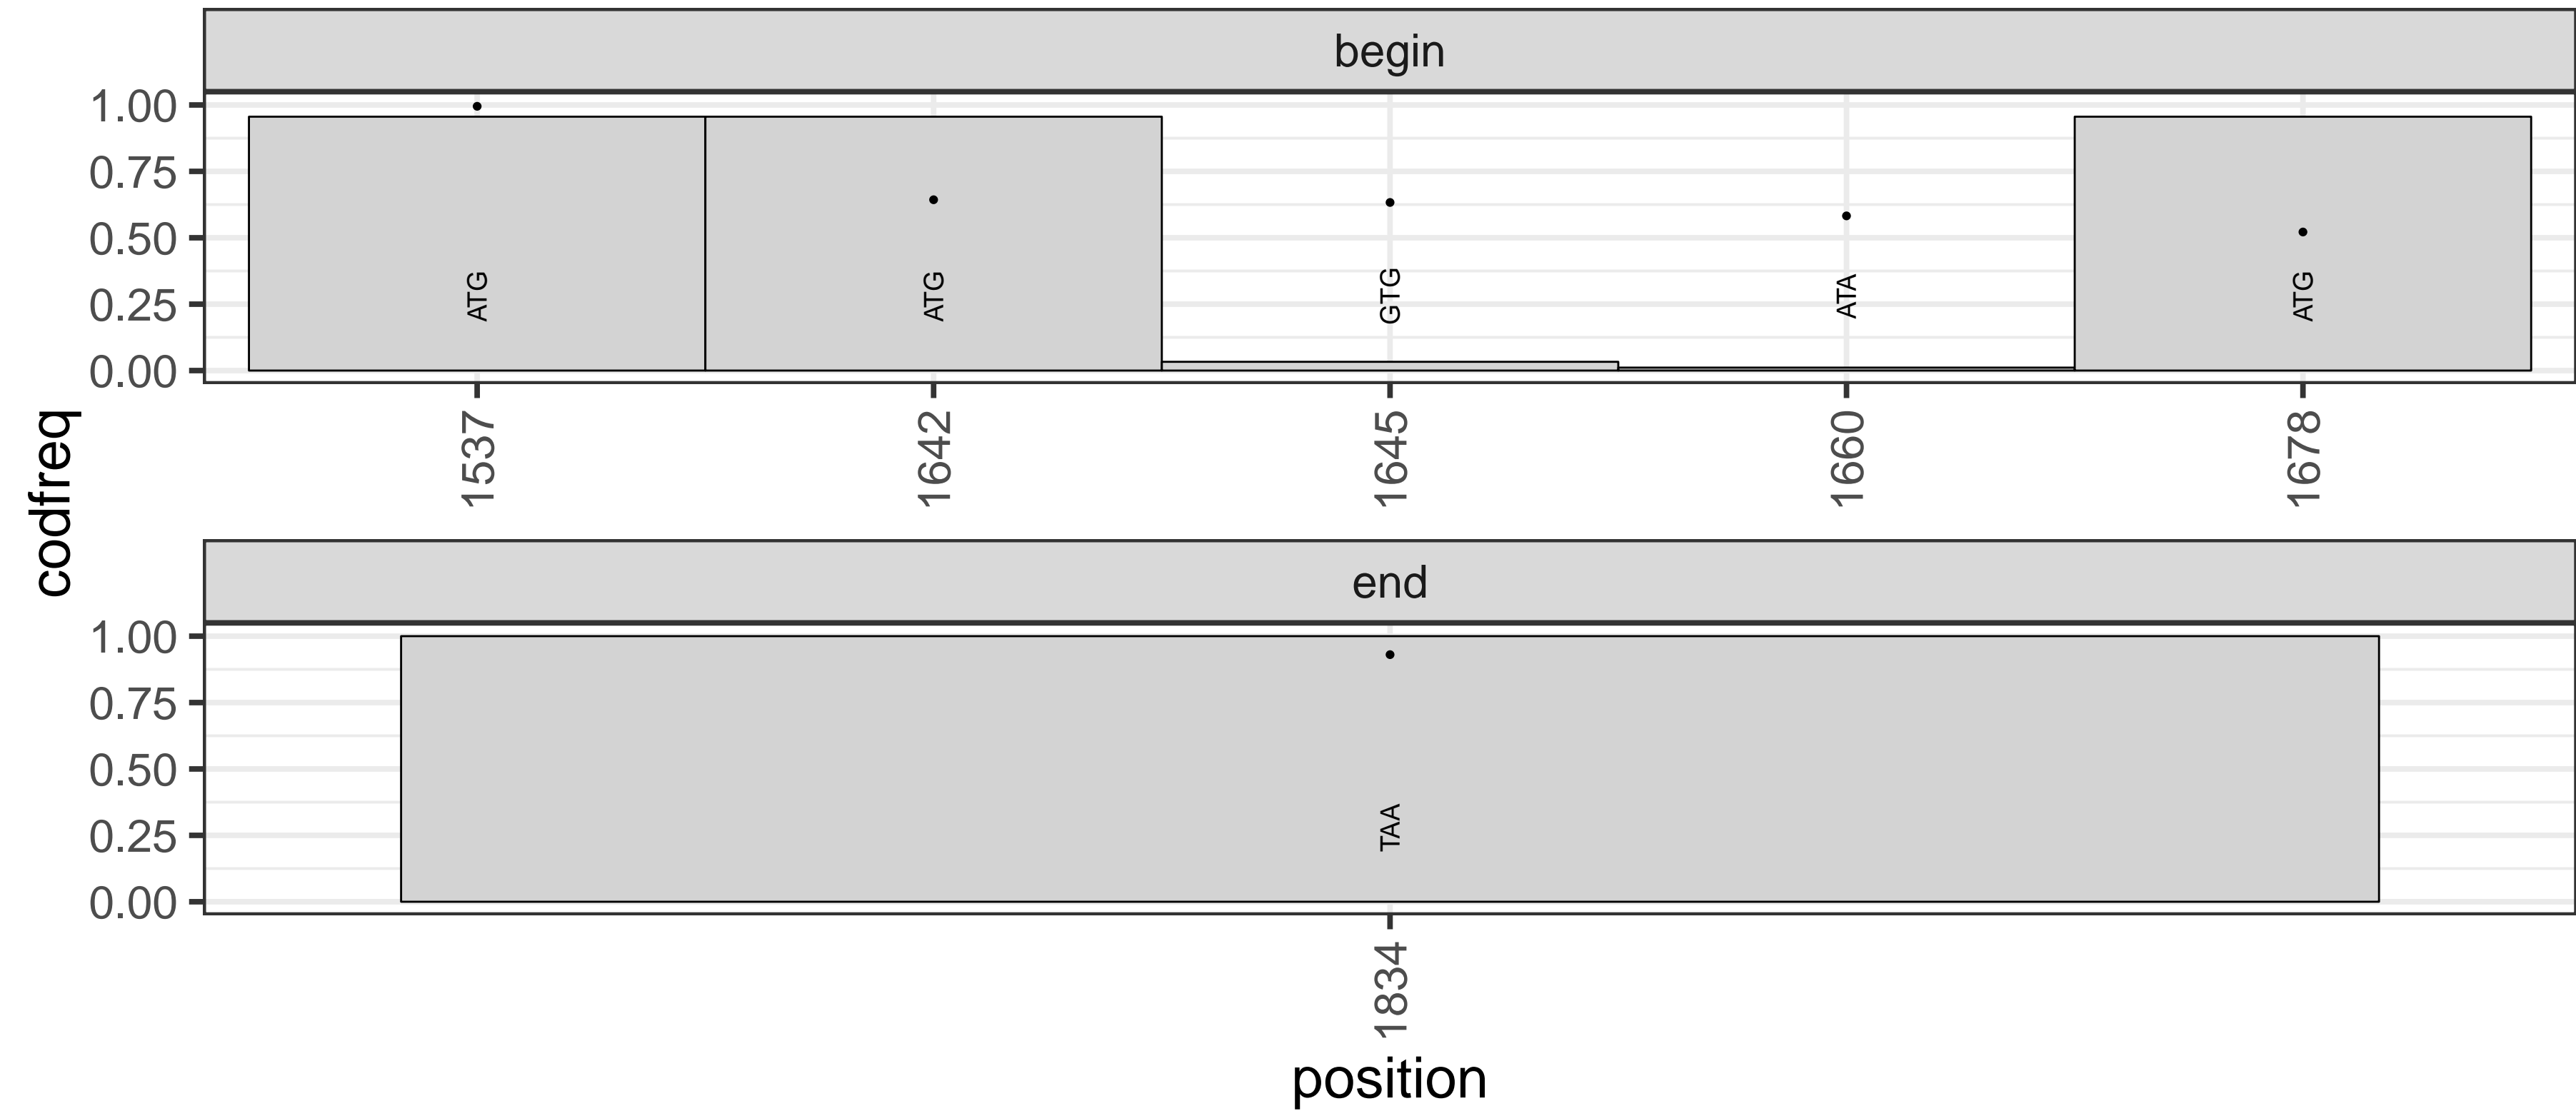 begin
1.00
0.75
0.50
0.25
0.00
ATG
ATG
GTG
ATA
ATG
1537
1642
1645
1660
1678
codfreq
end
1.00
0.75
0.50
0.25
0.00
TAA
1834
position